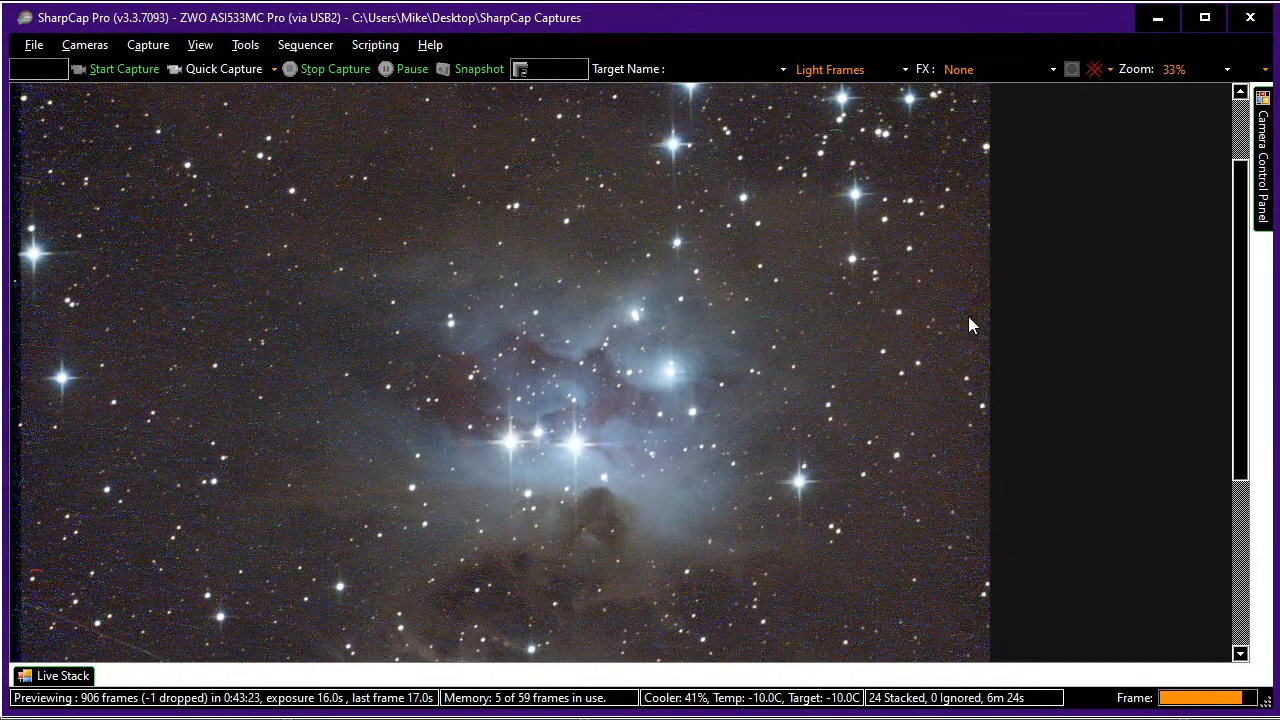 SharpCap Pro (v3.3.7093) - ZWO ASI533MC Pro (via USB2) - C:\Users\Mike\Desktop\SharpCap Captures
File Cameras Capture View Tools Sequencer Scripting Help
Start Capture Quick Capture Stop Capture Pause Snapshot Target Name : Light Frames FX : None Zoom: 33%
Camera Control Panel
Live Stack
Previewing : 906 frames (-1 dropped) in 0:43:23, exposure 16.0s , last frame 17.0s Memory: 5 of 59 frames in use. Cooler: 41%, Temp: -10.0C, Target: -10.0C 24 Stacked, 0 Ignored, 6m 24s Frame: